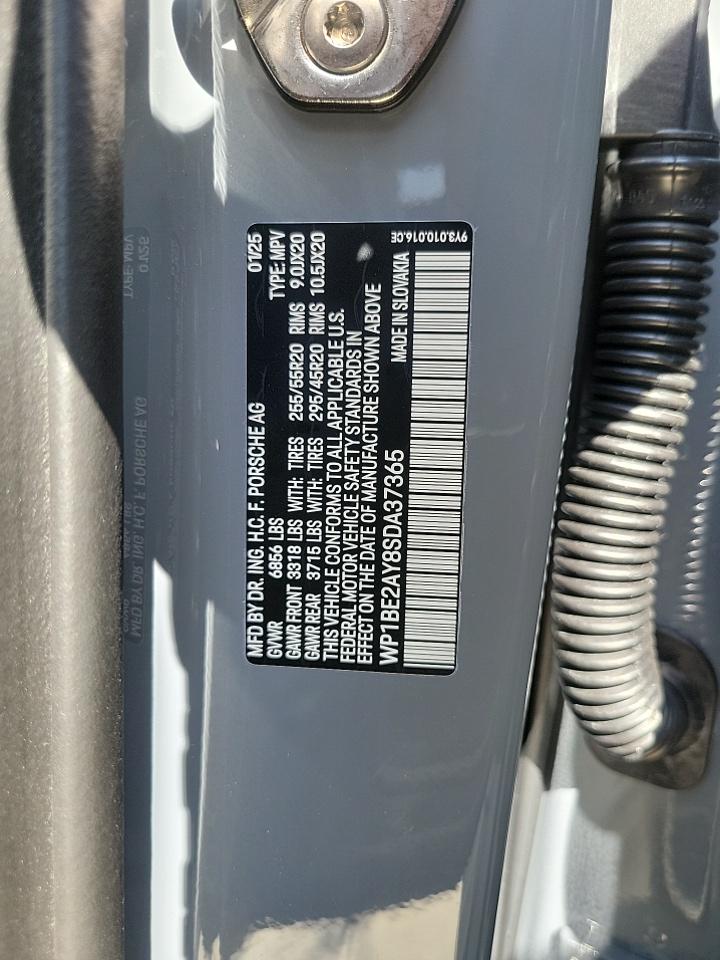 MFD BY DR. ING. H.C. F. PORSCHE AG 01/25
GVWR 6856 LBS TYPE: MPV
GAWR FRONT 3318 LBS WITH: TIRES 255/55R20 RIMS 9.0JX20
GAWR REAR 3715 LBS WITH: TIRES 295/45R20 RIMS 10.5JX20
THIS VEHICLE CONFORMS TO ALL APPLICABLE U.S.
FEDERAL MOTOR VEHICLE SAFETY STANDARDS IN
EFFECT ON THE DATE OF MANUFACTURE SHOWN ABOVE
WP1BE2AY8SDA37365 MADE IN SLOVAKIA
9Y3.010.016.CE